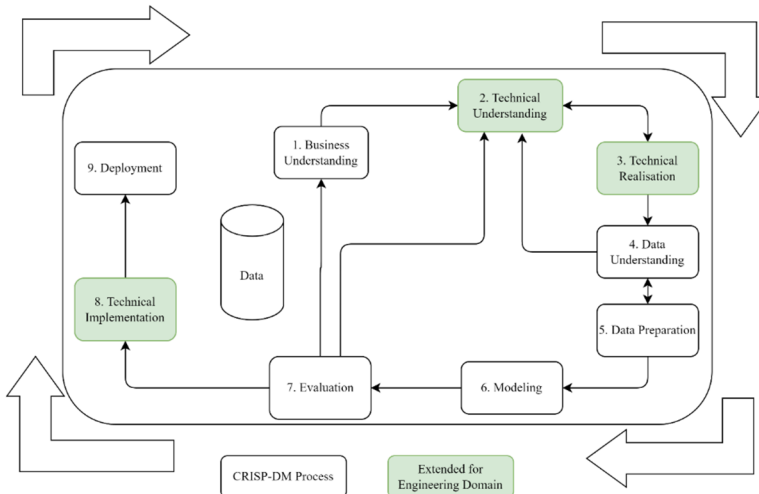 2. Technical
Understanding
1. Business
Understanding
9. Deployment
3. Technical
Realisation
4. Data
Understanding
Data
8. Technical
Implementation
5. Data Preparation
7. Evaluation
6. Modeling
CRISP-DM Process
Extended for
Engineering Domain